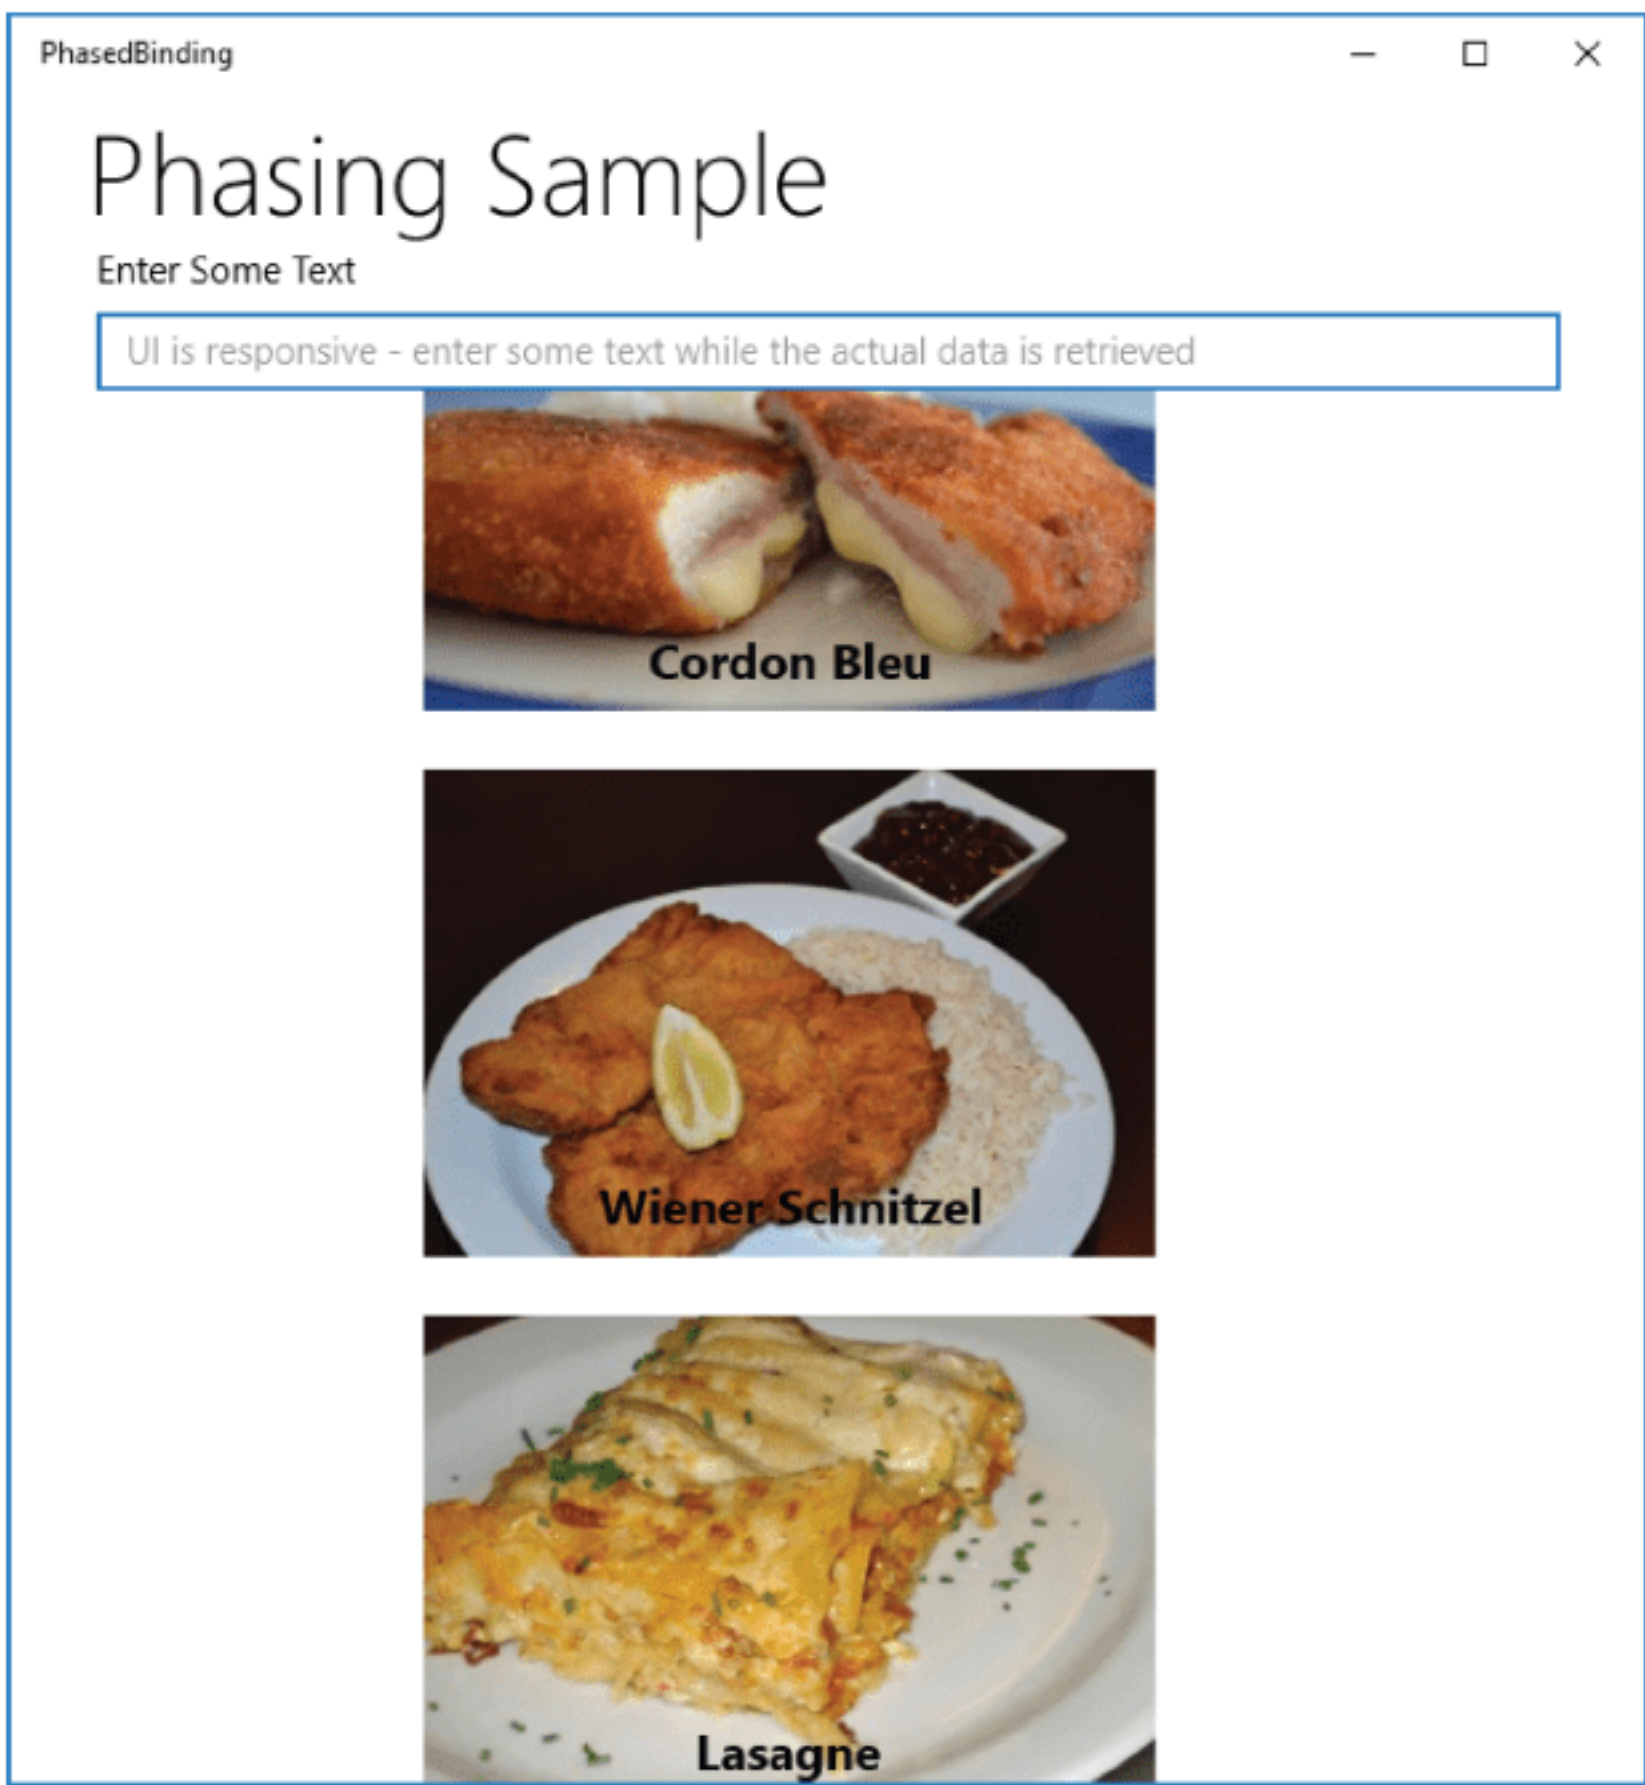 PhasedBinding
Phasing Sample
Enter Some Text
UI is responsive - enter some text while the actual data is retrieved
Cordon Bleu
Wiener Schnitzel
Lasagne